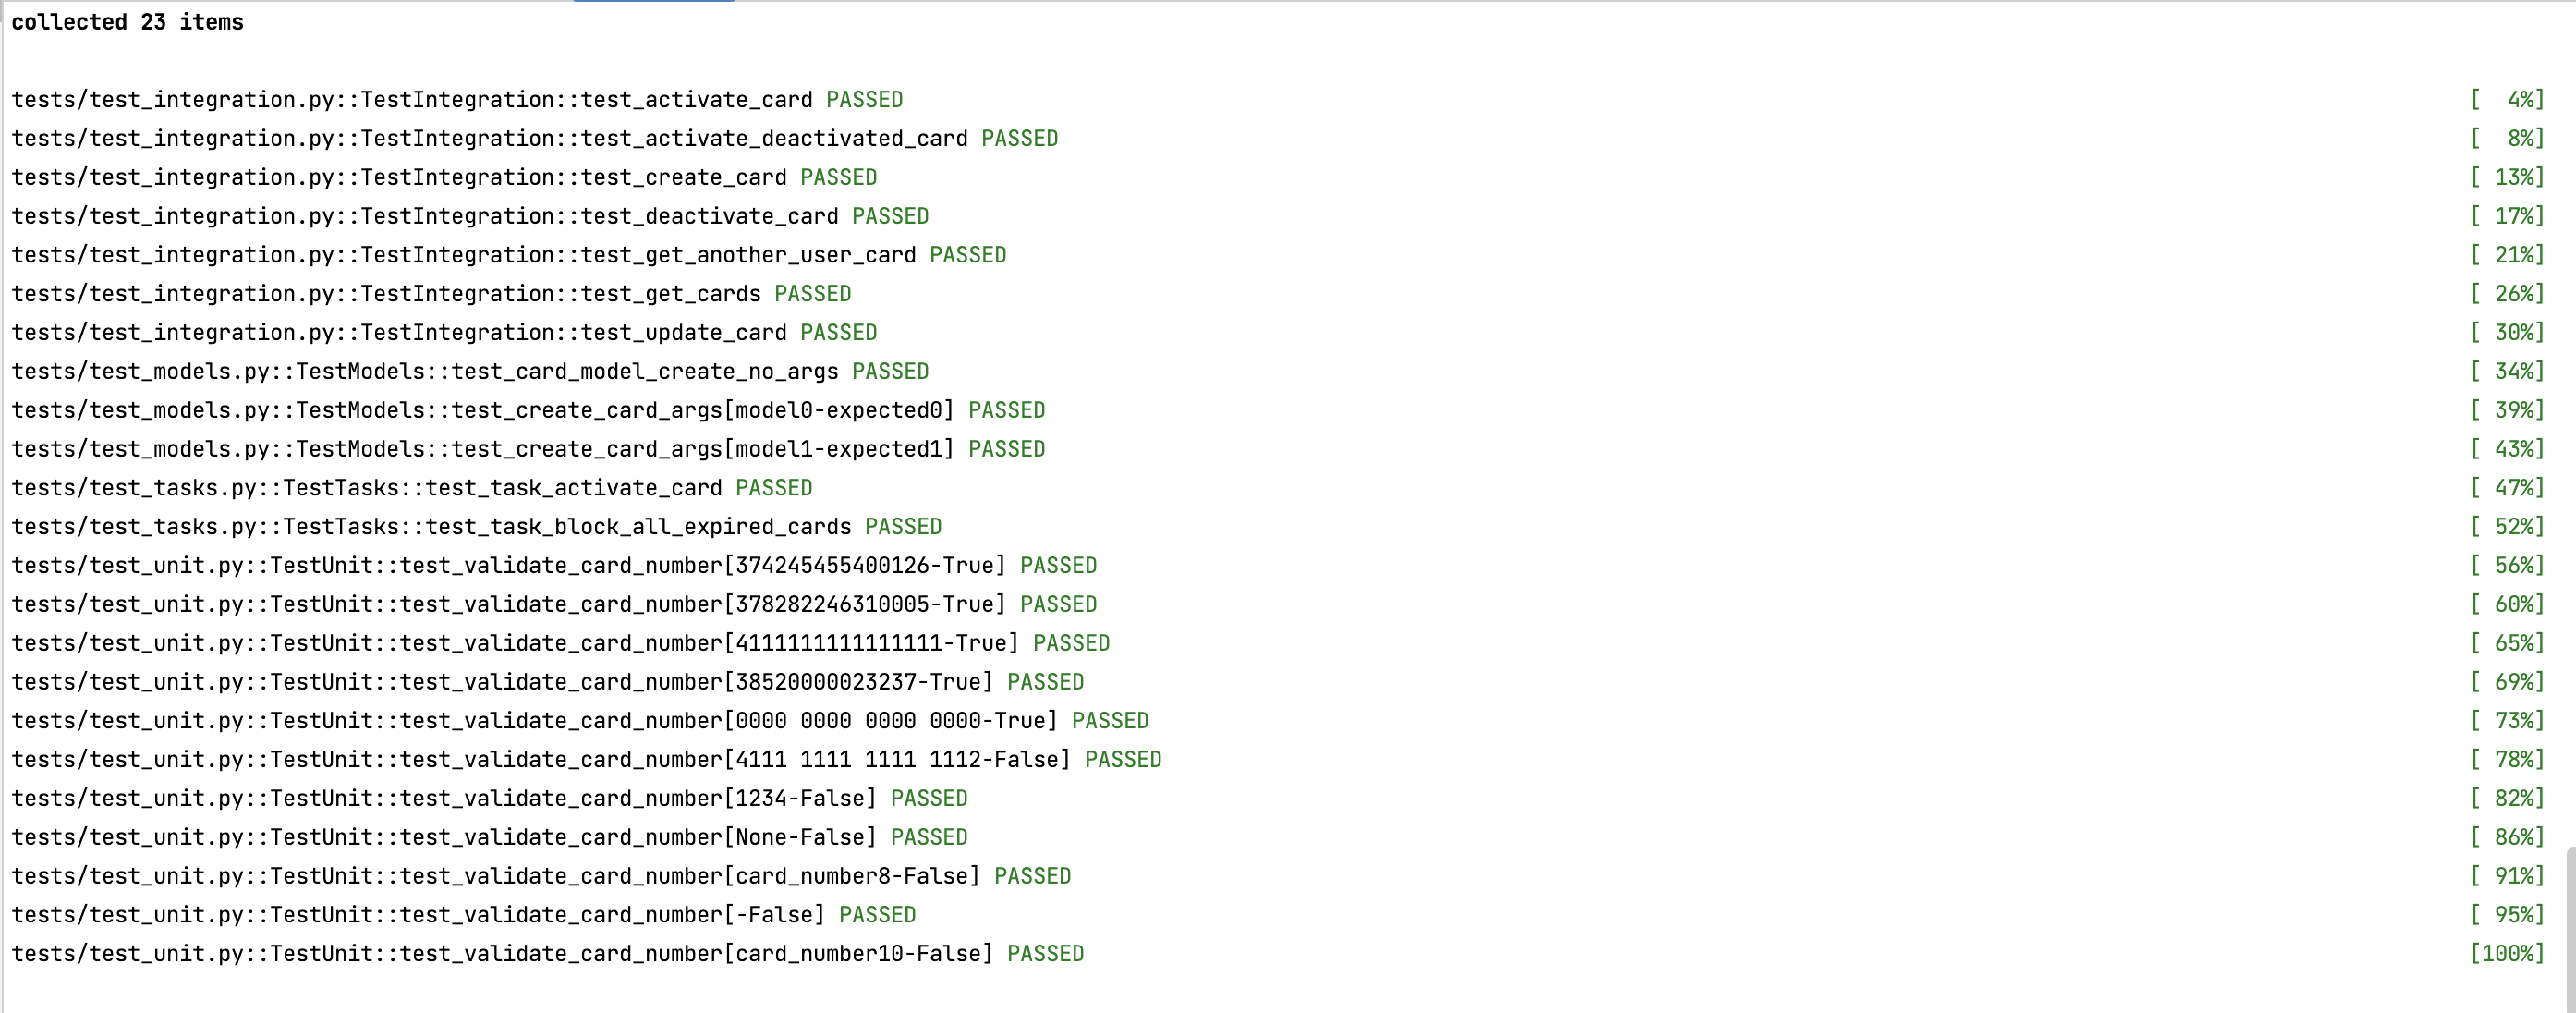 collected 23 items
tests/test_integration.py::TestIntegration::test_activate_card PASSED [  4%]
tests/test_integration.py::TestIntegration::test_activate_deactivated_card PASSED [  8%]
tests/test_integration.py::TestIntegration::test_create_card PASSED [ 13%]
tests/test_integration.py::TestIntegration::test_deactivate_card PASSED [ 17%]
tests/test_integration.py::TestIntegration::test_get_another_user_card PASSED [ 21%]
tests/test_integration.py::TestIntegration::test_get_cards PASSED [ 26%]
tests/test_integration.py::TestIntegration::test_update_card PASSED [ 30%]
tests/test_models.py::TestModels::test_card_model_create_no_args PASSED [ 34%]
tests/test_models.py::TestModels::test_create_card_args[model0-expected0] PASSED [ 39%]
tests/test_models.py::TestModels::test_create_card_args[model1-expected1] PASSED [ 43%]
tests/test_tasks.py::TestTasks::test_task_activate_card PASSED [ 47%]
tests/test_tasks.py::TestTasks::test_task_block_all_expired_cards PASSED [ 52%]
tests/test_unit.py::TestUnit::test_validate_card_number[374245455400126-True] PASSED [ 56%]
tests/test_unit.py::TestUnit::test_validate_card_number[378282246310005-True] PASSED [ 60%]
tests/test_unit.py::TestUnit::test_validate_card_number[4111111111111111-True] PASSED [ 65%]
tests/test_unit.py::TestUnit::test_validate_card_number[38520000023237-True] PASSED [ 69%]
tests/test_unit.py::TestUnit::test_validate_card_number[0000 0000 0000 0000-True] PASSED [ 73%]
tests/test_unit.py::TestUnit::test_validate_card_number[4111 1111 1111 1112-False] PASSED [ 78%]
tests/test_unit.py::TestUnit::test_validate_card_number[1234-False] PASSED [ 82%]
tests/test_unit.py::TestUnit::test_validate_card_number[None-False] PASSED [ 86%]
tests/test_unit.py::TestUnit::test_validate_card_number[card_number8-False] PASSED [ 91%]
tests/test_unit.py::TestUnit::test_validate_card_number[-False] PASSED [ 95%]
tests/test_unit.py::TestUnit::test_validate_card_number[card_number10-False] PASSED [100%]